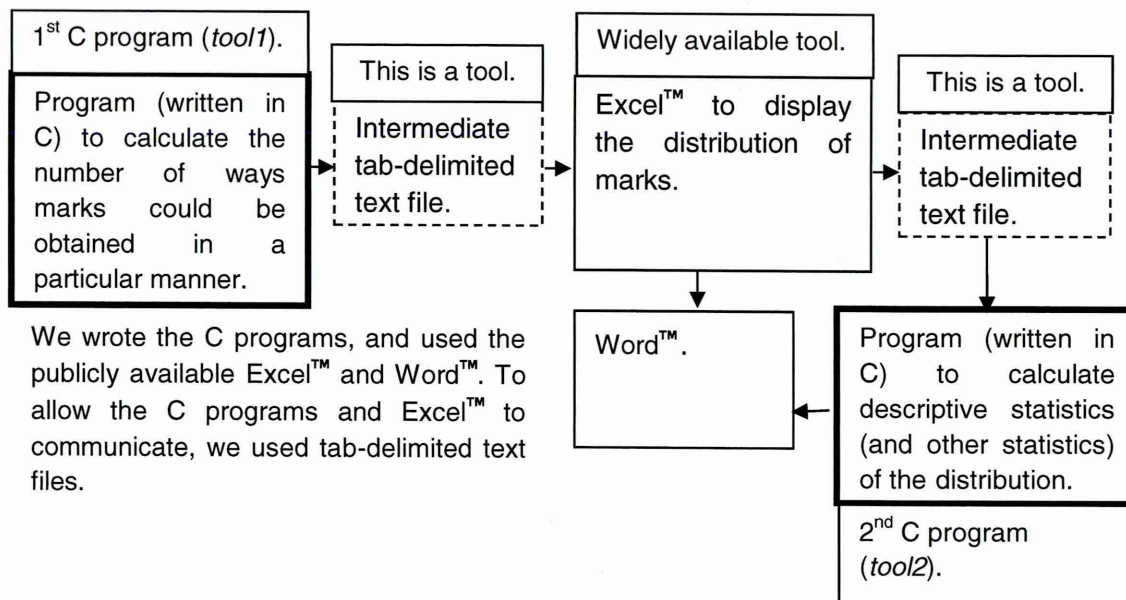 1st C program (tool1).
Program (written in
C) to calculate the
number of ways
marks could be
obtained in a
particular manner.
This is a tool.
Intermediate
tab-delimited
text file.
Widely available tool.
Excel™ to display
the distribution of
marks.
This is a tool.
Intermediate
tab-delimited
text file.
We wrote the C programs, and used the
publicly available Excel™ and Word™. To
allow the C programs and Excel™ to
communicate, we used tab-delimited text
files.
Word™.
Program (written in
C) to calculate
descriptive statistics
(and other statistics)
of the distribution.
2nd C program
(tool2).